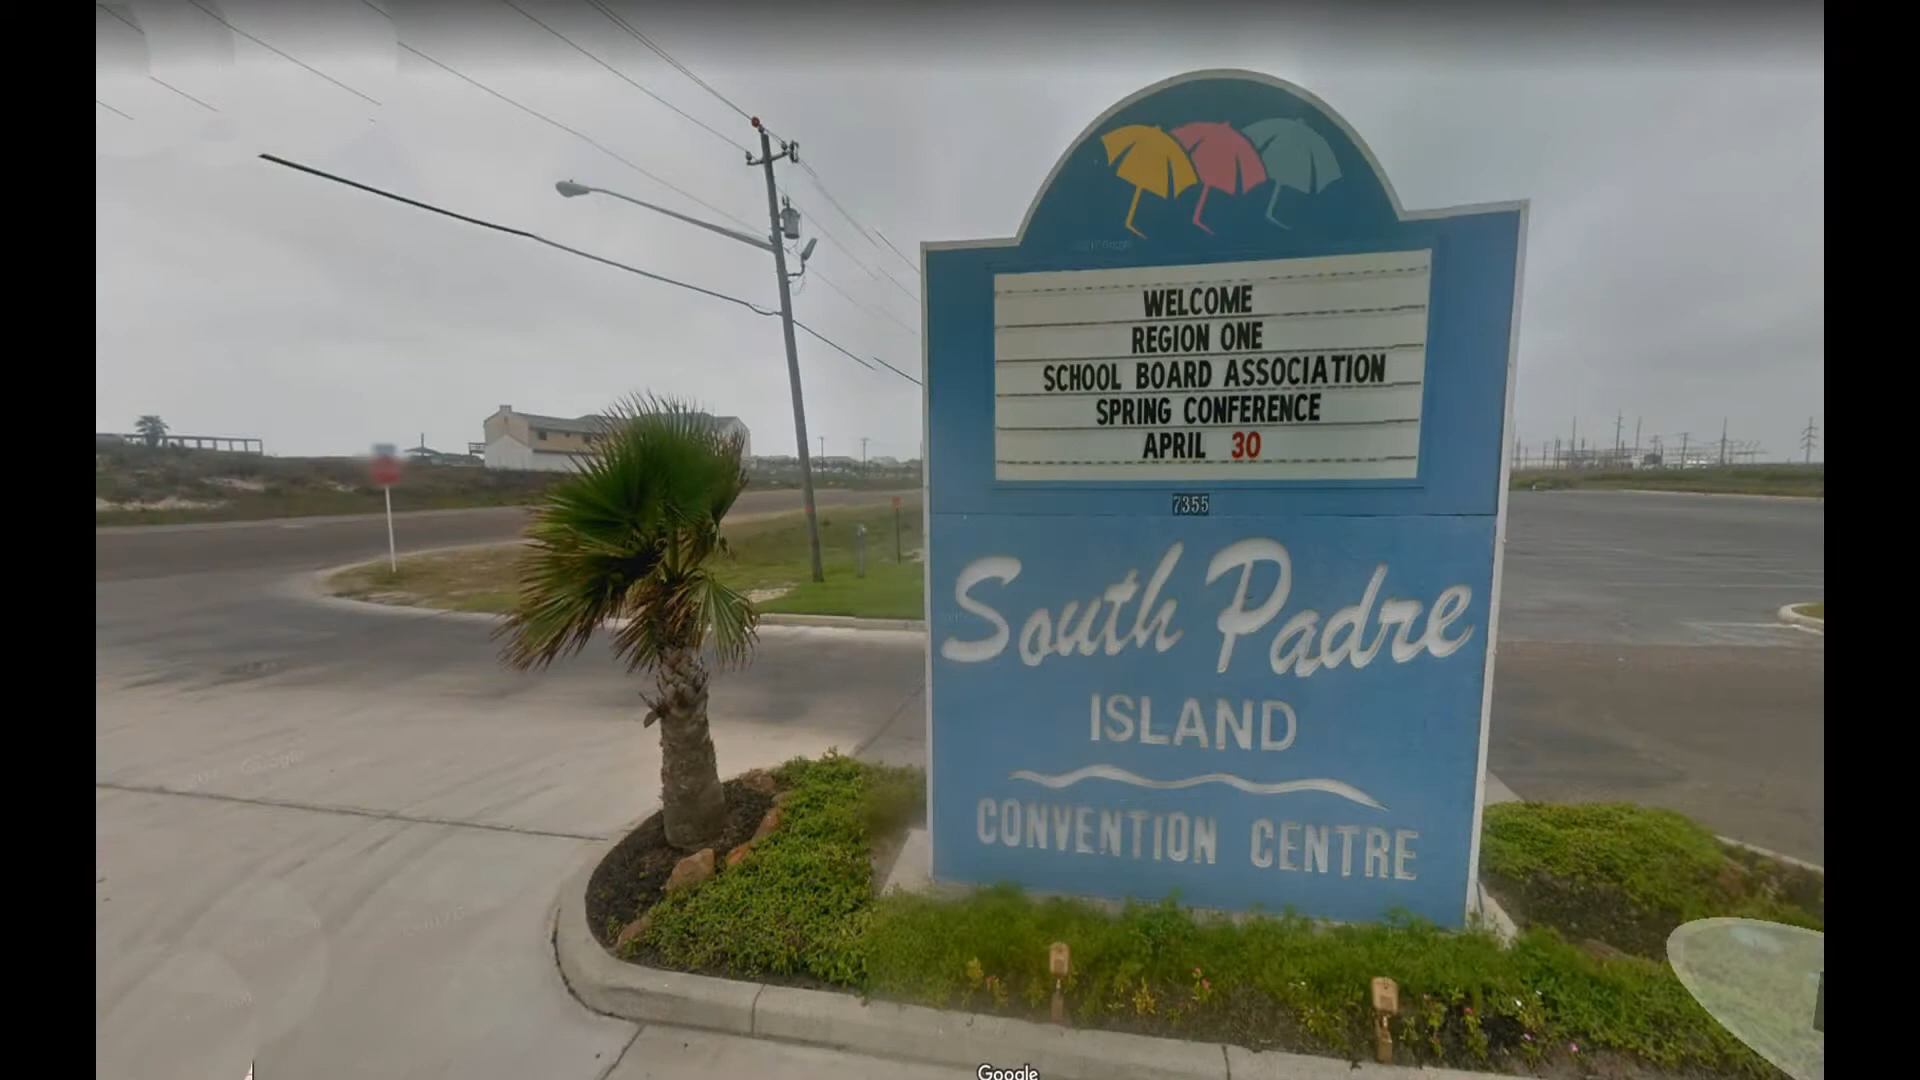 WELCOME
REGION ONE
SCHOOL BOARD ASSOCIATION
SPRING CONFERENCE
APRIL 30
7355
South Padre
ISLAND
CONVENTION CENTRE
Google